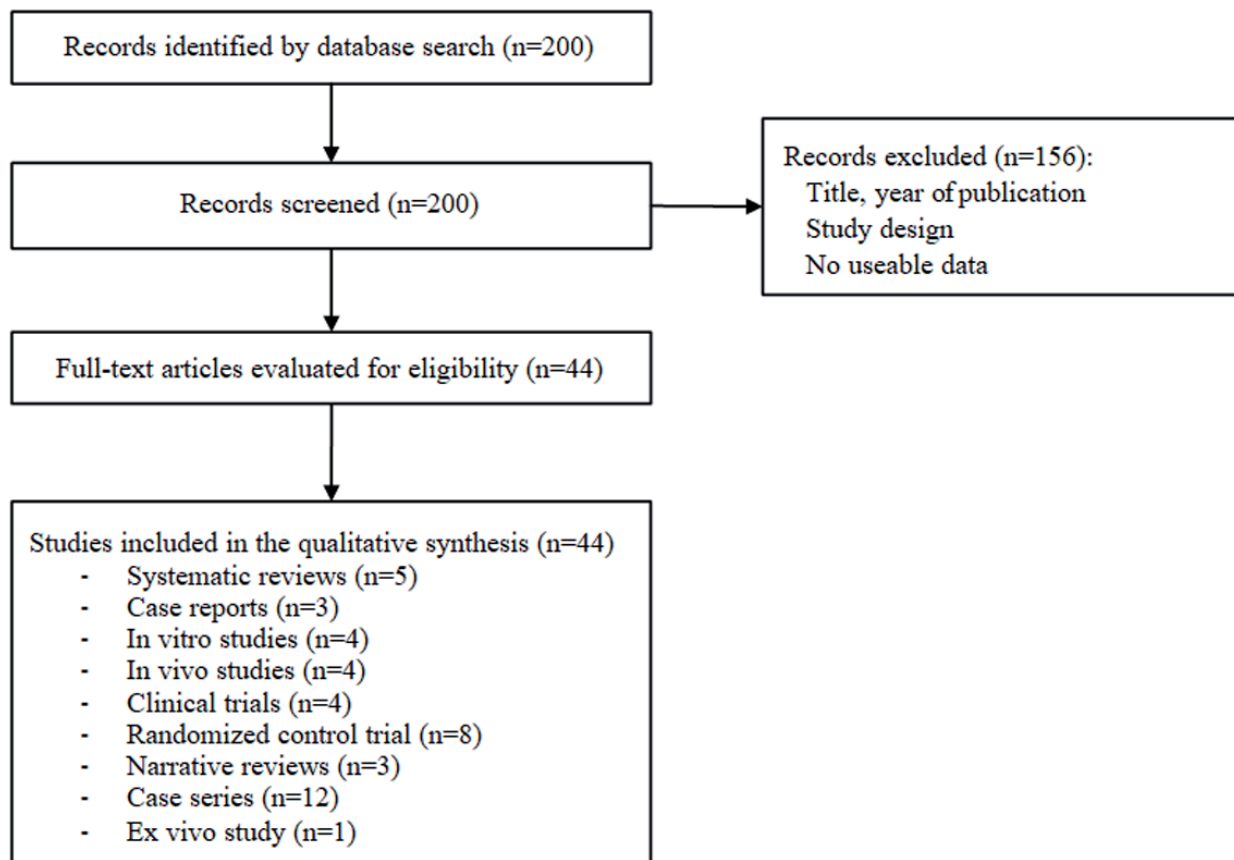 Records identified by database search (n=200)
Records screened (n=200)
Records excluded (n=156):
Title, year of publication
Study design
No useable data
Full-text articles evaluated for eligibility (n=44)
Studies included in the qualitative synthesis (n=44)
- Systematic reviews (n=5)
- Case reports (n=3)
- In vitro studies (n=4)
- In vivo studies (n=4)
- Clinical trials (n=4)
- Randomized control trial (n=8)
- Narrative reviews (n=3)
- Case series (n=12)
- Ex vivo study (n=1)